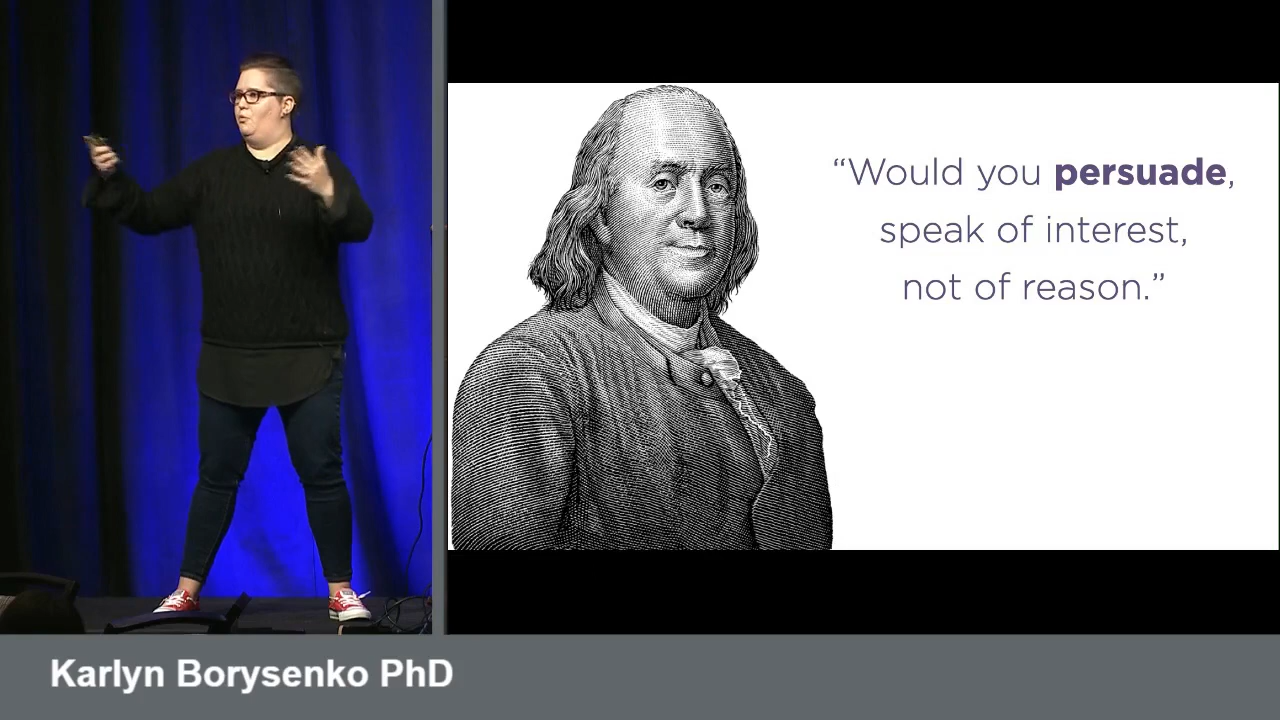 “Would you persuade,
speak of interest,
not of reason.”
Karlyn Borysenko PhD